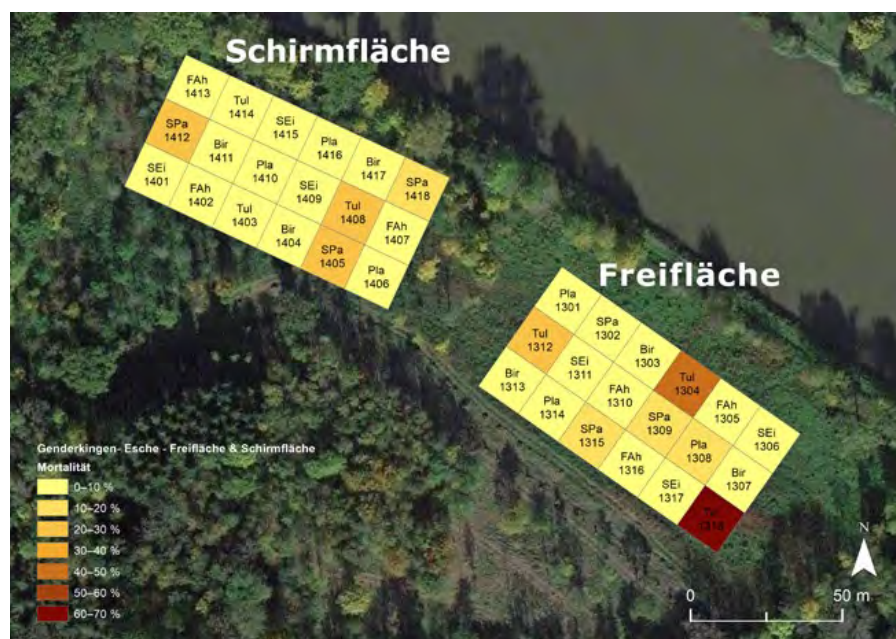 Schirmfläche
FAh
1413
Tul
1414
SEi
1415
Pla
1416
Bir
1417
SPa
1418
SPa
1412
Bir
1411
Pla
1410
SEi
1409
Tul
1408
FAh
1407
SEi
1401
FAh
1402
Tul
1403
Bir
1404
SPa
1405
Pla
1406
Freifläche
Pla
1301
SPa
1302
Bir
1303
Tul
1304
FAh
1305
SEi
1306
Tul
1312
SEi
1311
FAh
1310
SPa
1309
Pla
1308
Bir
1307
Bir
1313
Pla
1314
SPa
1315
FAh
1316
SEi
1317
Tul
1318
Genderkingen- Esche - Freifläche & Schirmfläche
Mortalität
0–10 %
10–20 %
20–30 %
30–40 %
40–50 %
50–60 %
60–70 %
N
0 50 m